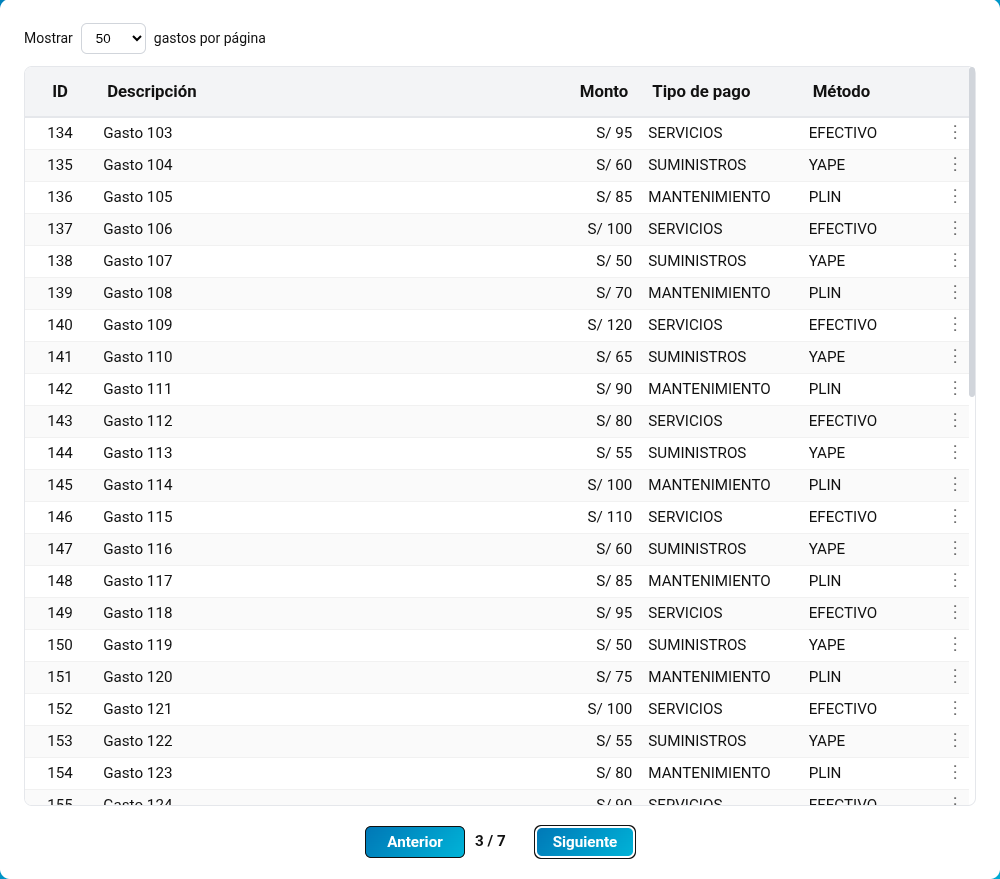 Mostrar 50 gastos por página
ID Descripción Monto Tipo de pago Método
134 Gasto 103 S/ 95 SERVICIOS EFECTIVO
135 Gasto 104 S/ 60 SUMINISTROS YAPE
136 Gasto 105 S/ 85 MANTENIMIENTO PLIN
137 Gasto 106 S/ 100 SERVICIOS EFECTIVO
138 Gasto 107 S/ 50 SUMINISTROS YAPE
139 Gasto 108 S/ 70 MANTENIMIENTO PLIN
140 Gasto 109 S/ 120 SERVICIOS EFECTIVO
141 Gasto 110 S/ 65 SUMINISTROS YAPE
142 Gasto 111 S/ 90 MANTENIMIENTO PLIN
143 Gasto 112 S/ 80 SERVICIOS EFECTIVO
144 Gasto 113 S/ 55 SUMINISTROS YAPE
145 Gasto 114 S/ 100 MANTENIMIENTO PLIN
146 Gasto 115 S/ 110 SERVICIOS EFECTIVO
147 Gasto 116 S/ 60 SUMINISTROS YAPE
148 Gasto 117 S/ 85 MANTENIMIENTO PLIN
149 Gasto 118 S/ 95 SERVICIOS EFECTIVO
150 Gasto 119 S/ 50 SUMINISTROS YAPE
151 Gasto 120 S/ 75 MANTENIMIENTO PLIN
152 Gasto 121 S/ 100 SERVICIOS EFECTIVO
153 Gasto 122 S/ 55 SUMINISTROS YAPE
154 Gasto 123 S/ 80 MANTENIMIENTO PLIN
155 Gasto 124 S/ 90 SERVICIOS EFECTIVO
Anterior 3 / 7 Siguiente